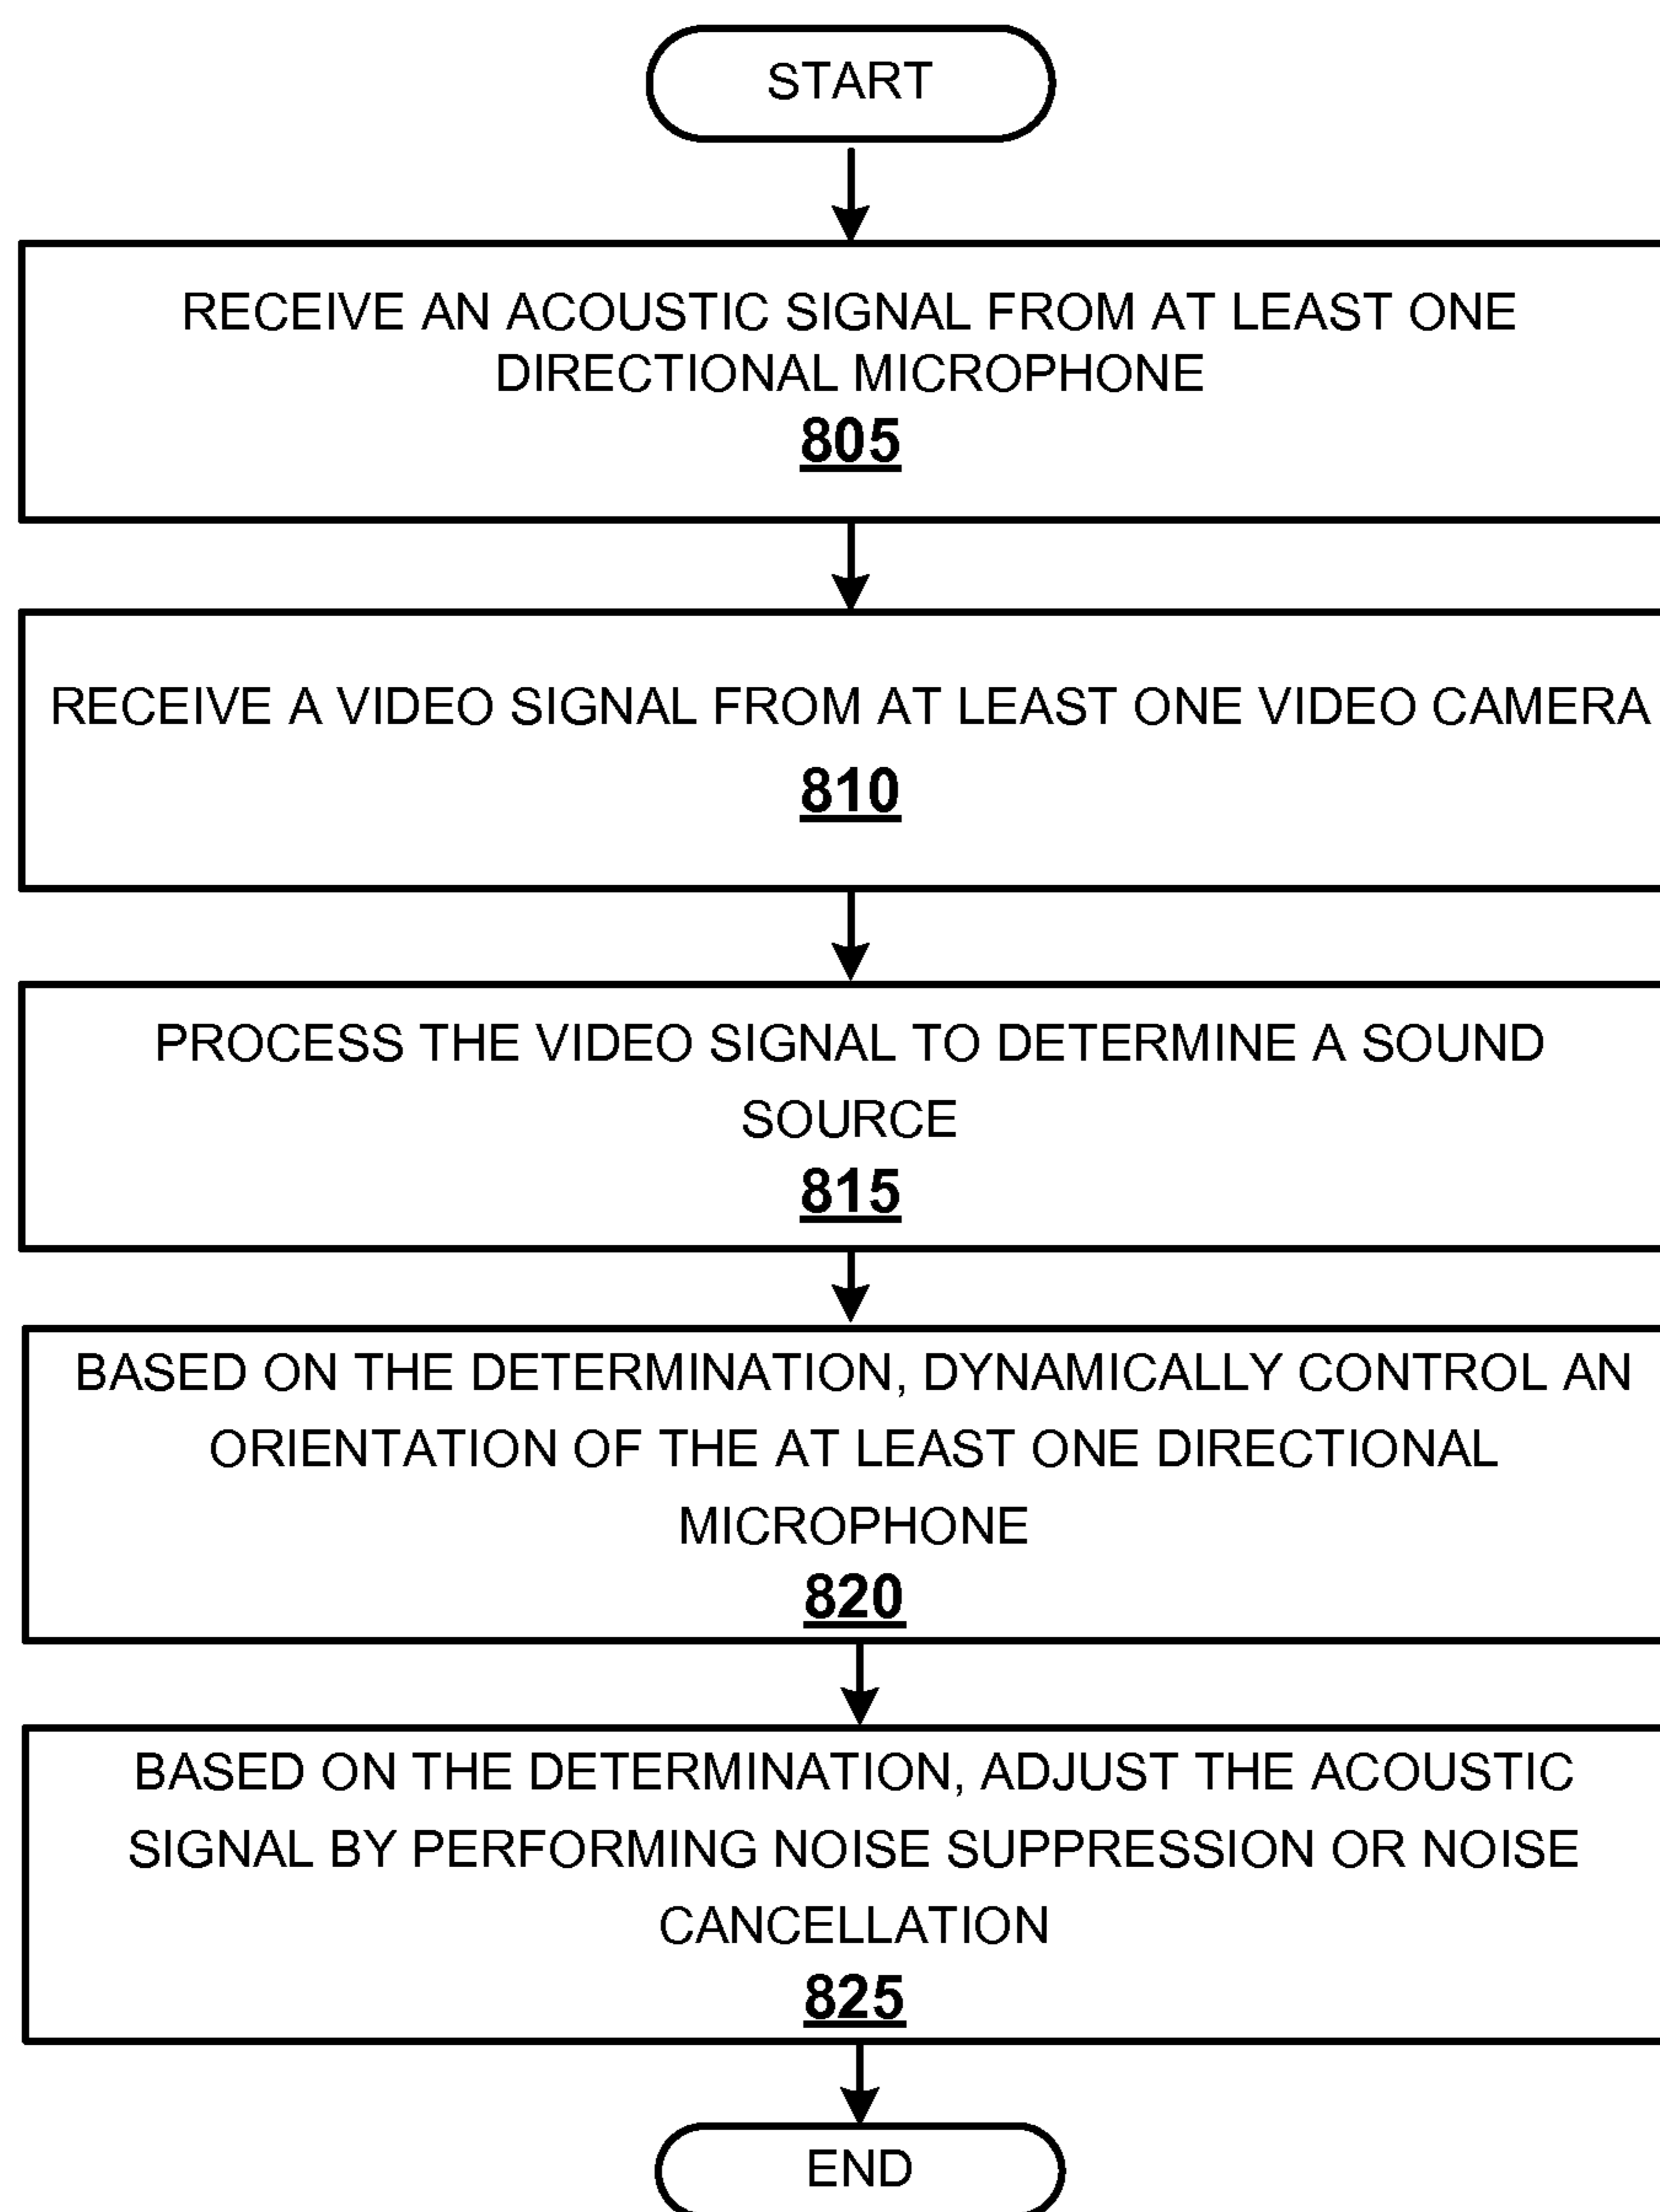 START
RECEIVE AN ACOUSTIC SIGNAL FROM AT LEAST ONE
DIRECTIONAL MICROPHONE
805
RECEIVE A VIDEO SIGNAL FROM AT LEAST ONE VIDEO CAMERA
810
PROCESS THE VIDEO SIGNAL TO DETERMINE A SOUND
SOURCE
815
BASED ON THE DETERMINATION, DYNAMICALLY CONTROL AN
ORIENTATION OF THE AT LEAST ONE DIRECTIONAL
MICROPHONE
820
BASED ON THE DETERMINATION, ADJUST THE ACOUSTIC
SIGNAL BY PERFORMING NOISE SUPPRESSION OR NOISE
CANCELLATION
825
END